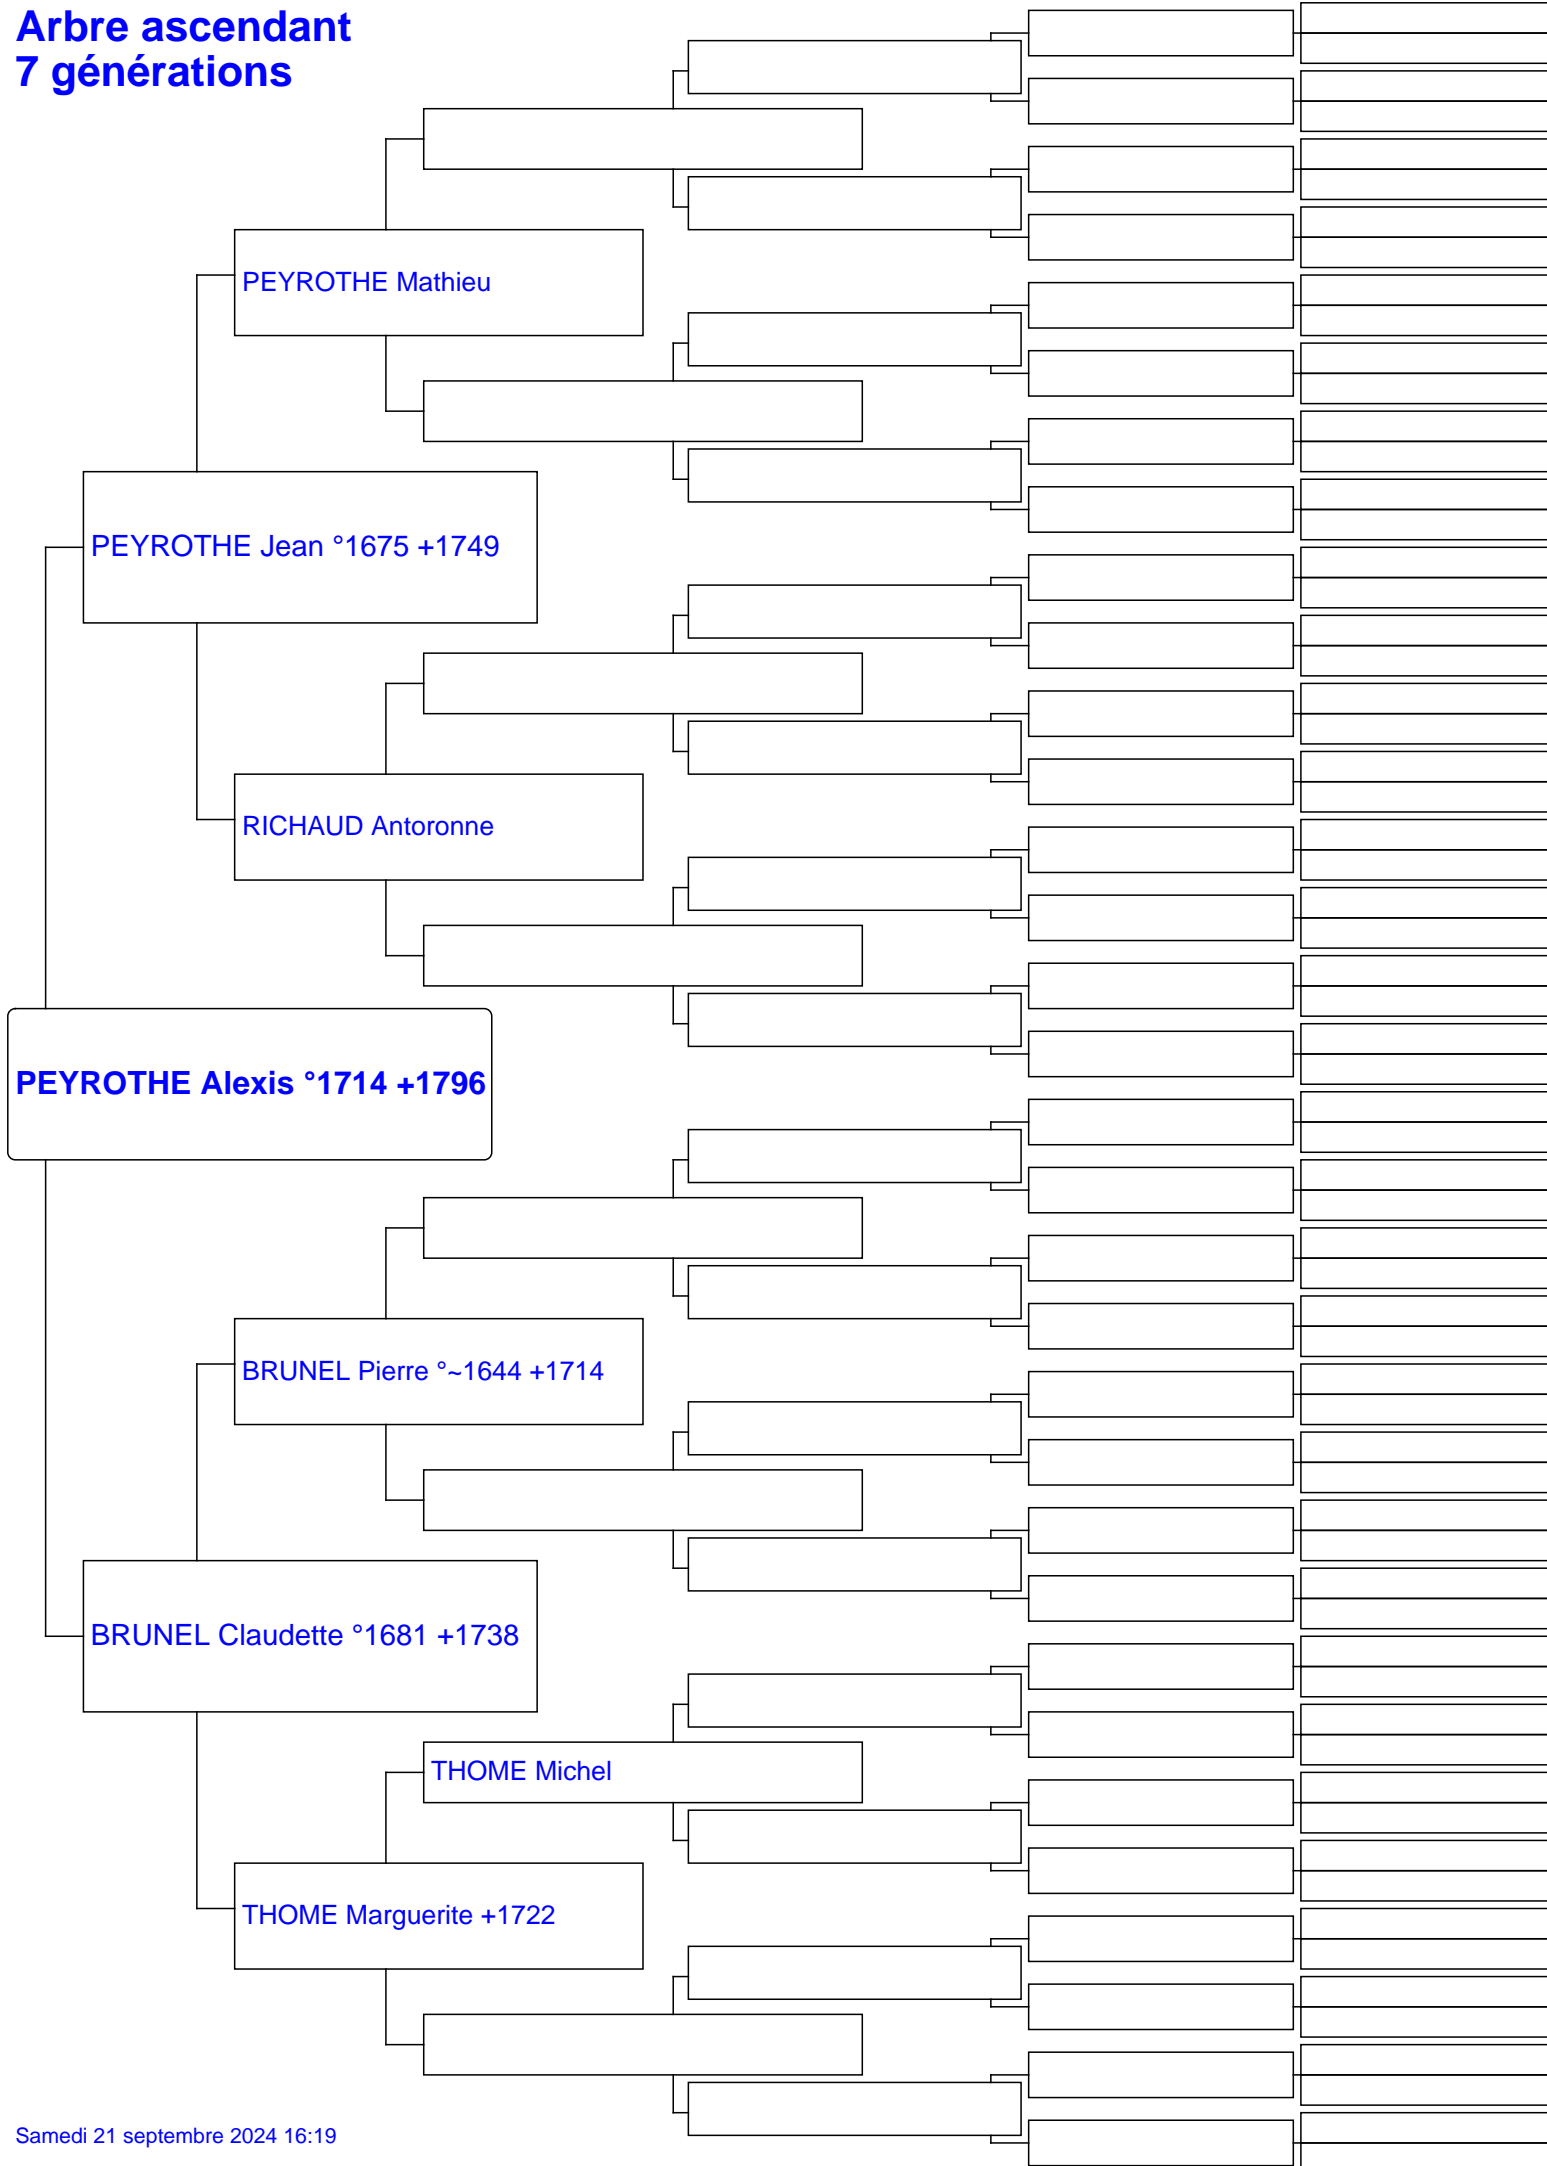 Arbre ascendant
7 générations
PEYROTHE Mathieu
PEYROTHE Jean °1675 +1749
RICHAUD Antoronne
PEYROTHE Alexis °1714 +1796
BRUNEL Pierre °~1644 +1714
BRUNEL Claudette °1681 +1738
THOME Michel
THOME Marguerite +1722
Samedi 21 septembre 2024 16:19